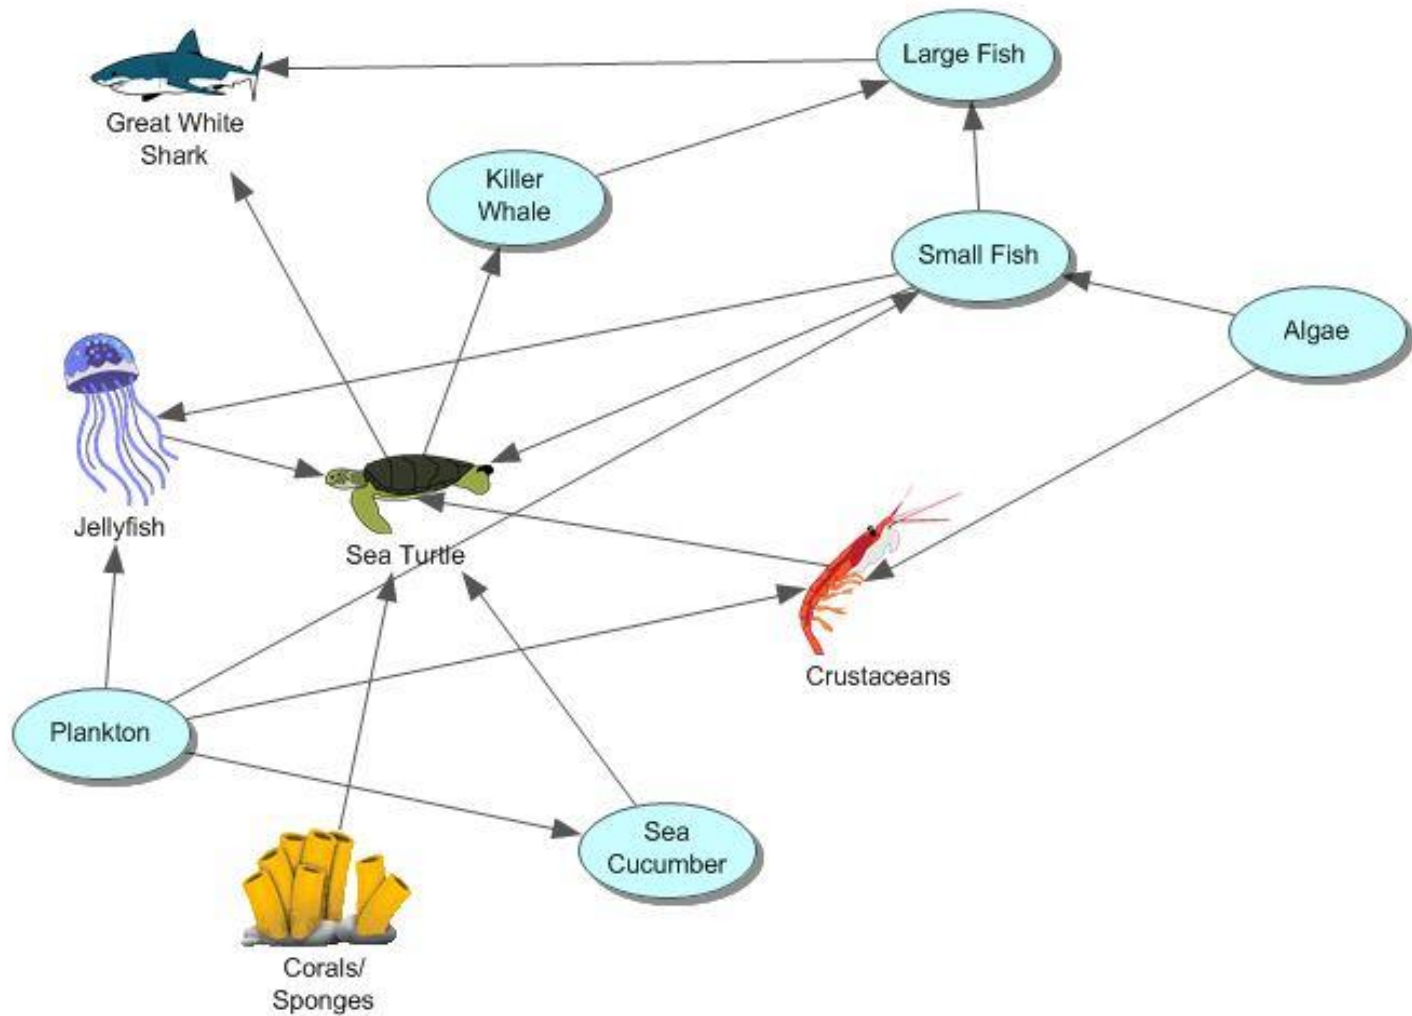 Large Fish
Great White
Shark
Killer
Whale
Small Fish
Algae
Jellyfish
Sea Turtle
Crustaceans
Plankton
Sea
Cucumber
Corals/
Sponges